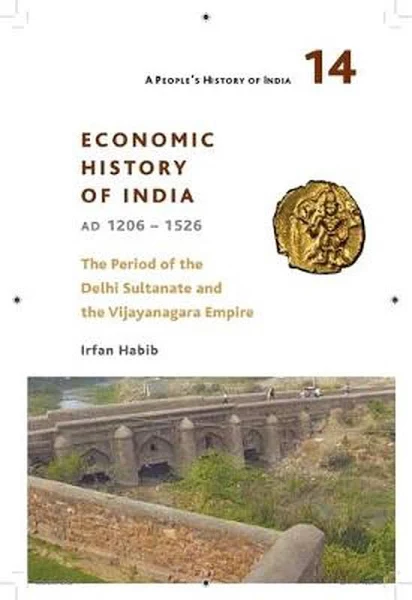 A People's History of India 14
ECONOMIC
HISTORY
OF INDIA
AD 1206 – 1526
The Period of the
Delhi Sultanate and
the Vijayanagara Empire
Irfan Habib